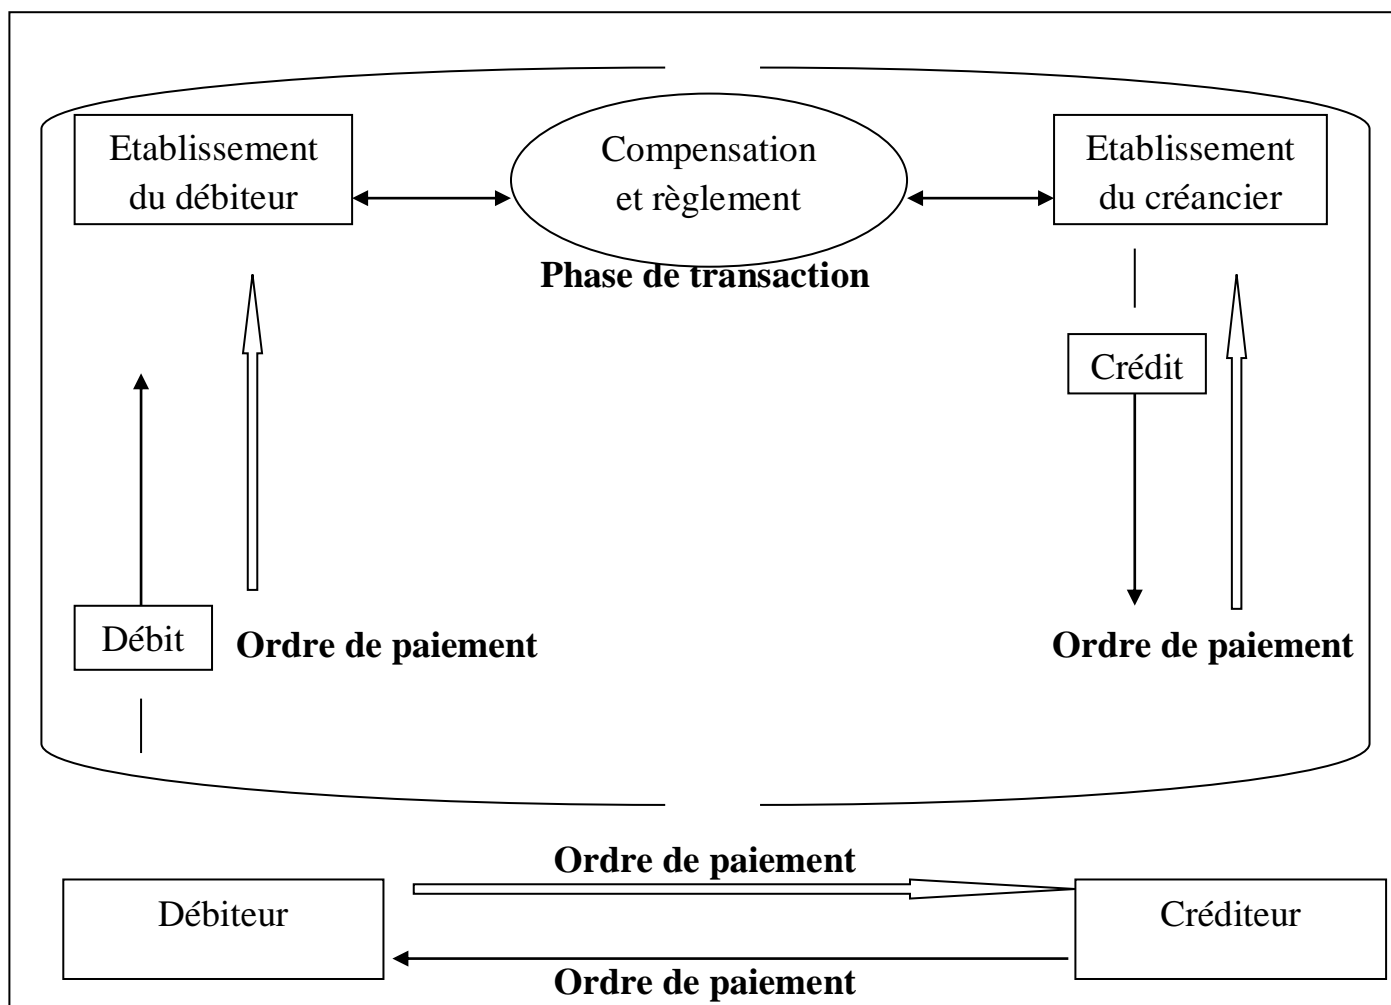 Etablissement
du débiteur
Compensation
et règlement
Etablissement
du créancier
Phase de transaction
Crédit
Débit
Ordre de paiement
Ordre de paiement
Ordre de paiement
Débiteur
Créditeur
Ordre de paiement